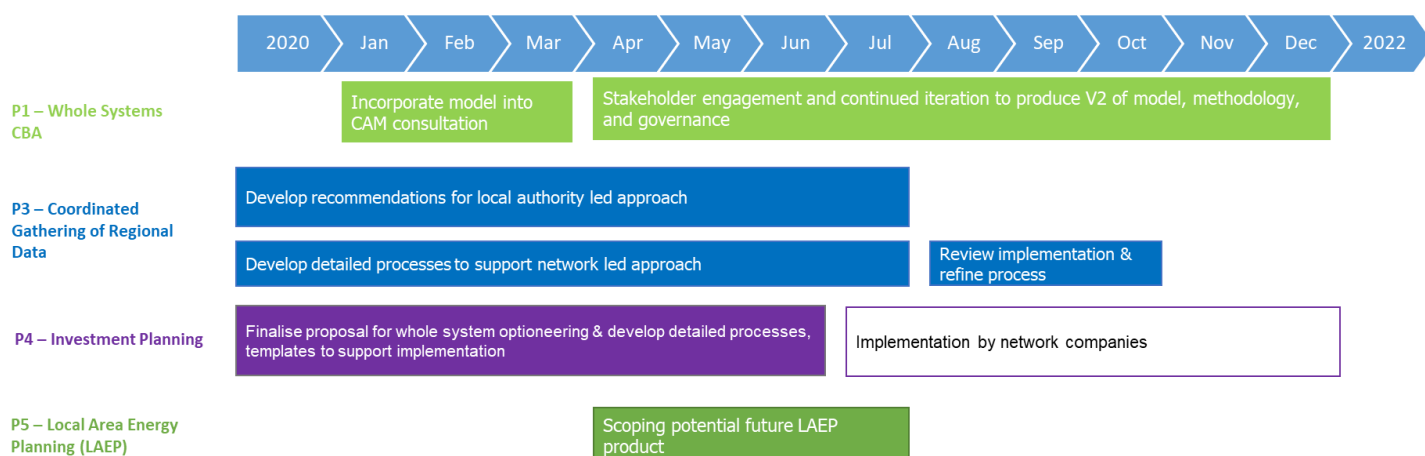 2020 Jan Feb Mar Apr May Jun Jul Aug Sep Oct Nov Dec 2022
P1 – Whole Systems
CBA
Incorporate model into
CAM consultation
Stakeholder engagement and continued iteration to produce V2 of model, methodology,
and governance
P3 – Coordinated
Gathering of Regional
Data
Develop recommendations for local authority led approach
Develop detailed processes to support network led approach
Review implementation &
refine process
P4 – Investment Planning
Finalise proposal for whole system optioneering & develop detailed processes,
templates to support implementation
Implementation by network companies
P5 – Local Area Energy
Planning (LAEP)
Scoping potential future LAEP
product